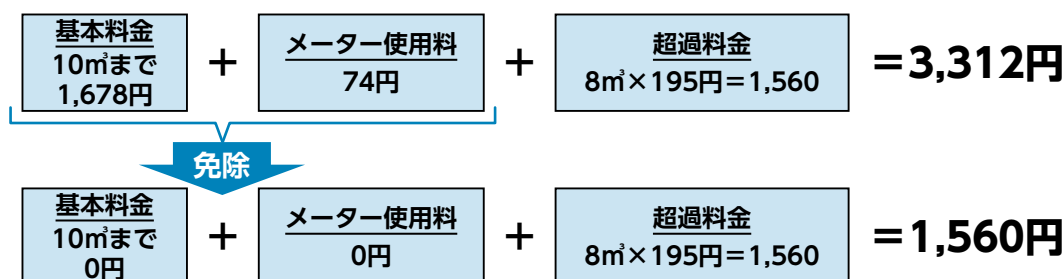 基本料金
10㎥まで
1,678円
＋
メーター使用料
74円
＋
超過料金
8㎥×195円＝1,560
＝3,312円
免除
基本料金
10㎥まで
0円
＋
メーター使用料
0円
＋
超過料金
8㎥×195円＝1,560
＝1,560円